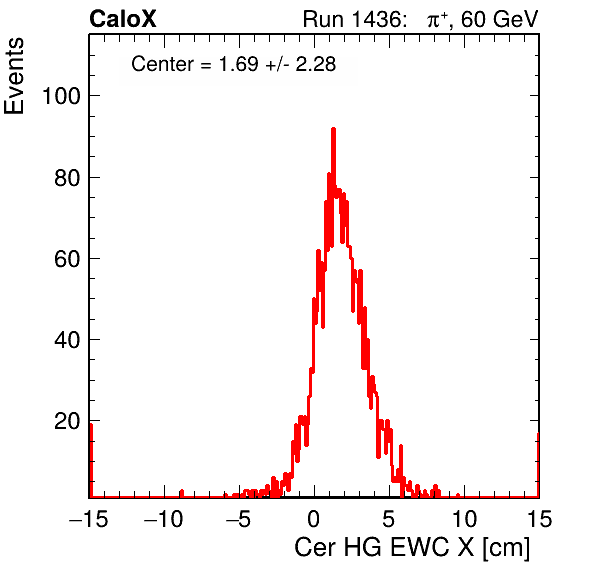 CaloX Run 1436: π⁺, 60 GeV
Center = 1.69 +/- 2.28
Events
100
80
60
40
20
−15 −10 −5 0 5 10 15
Cer HG EWC X [cm]